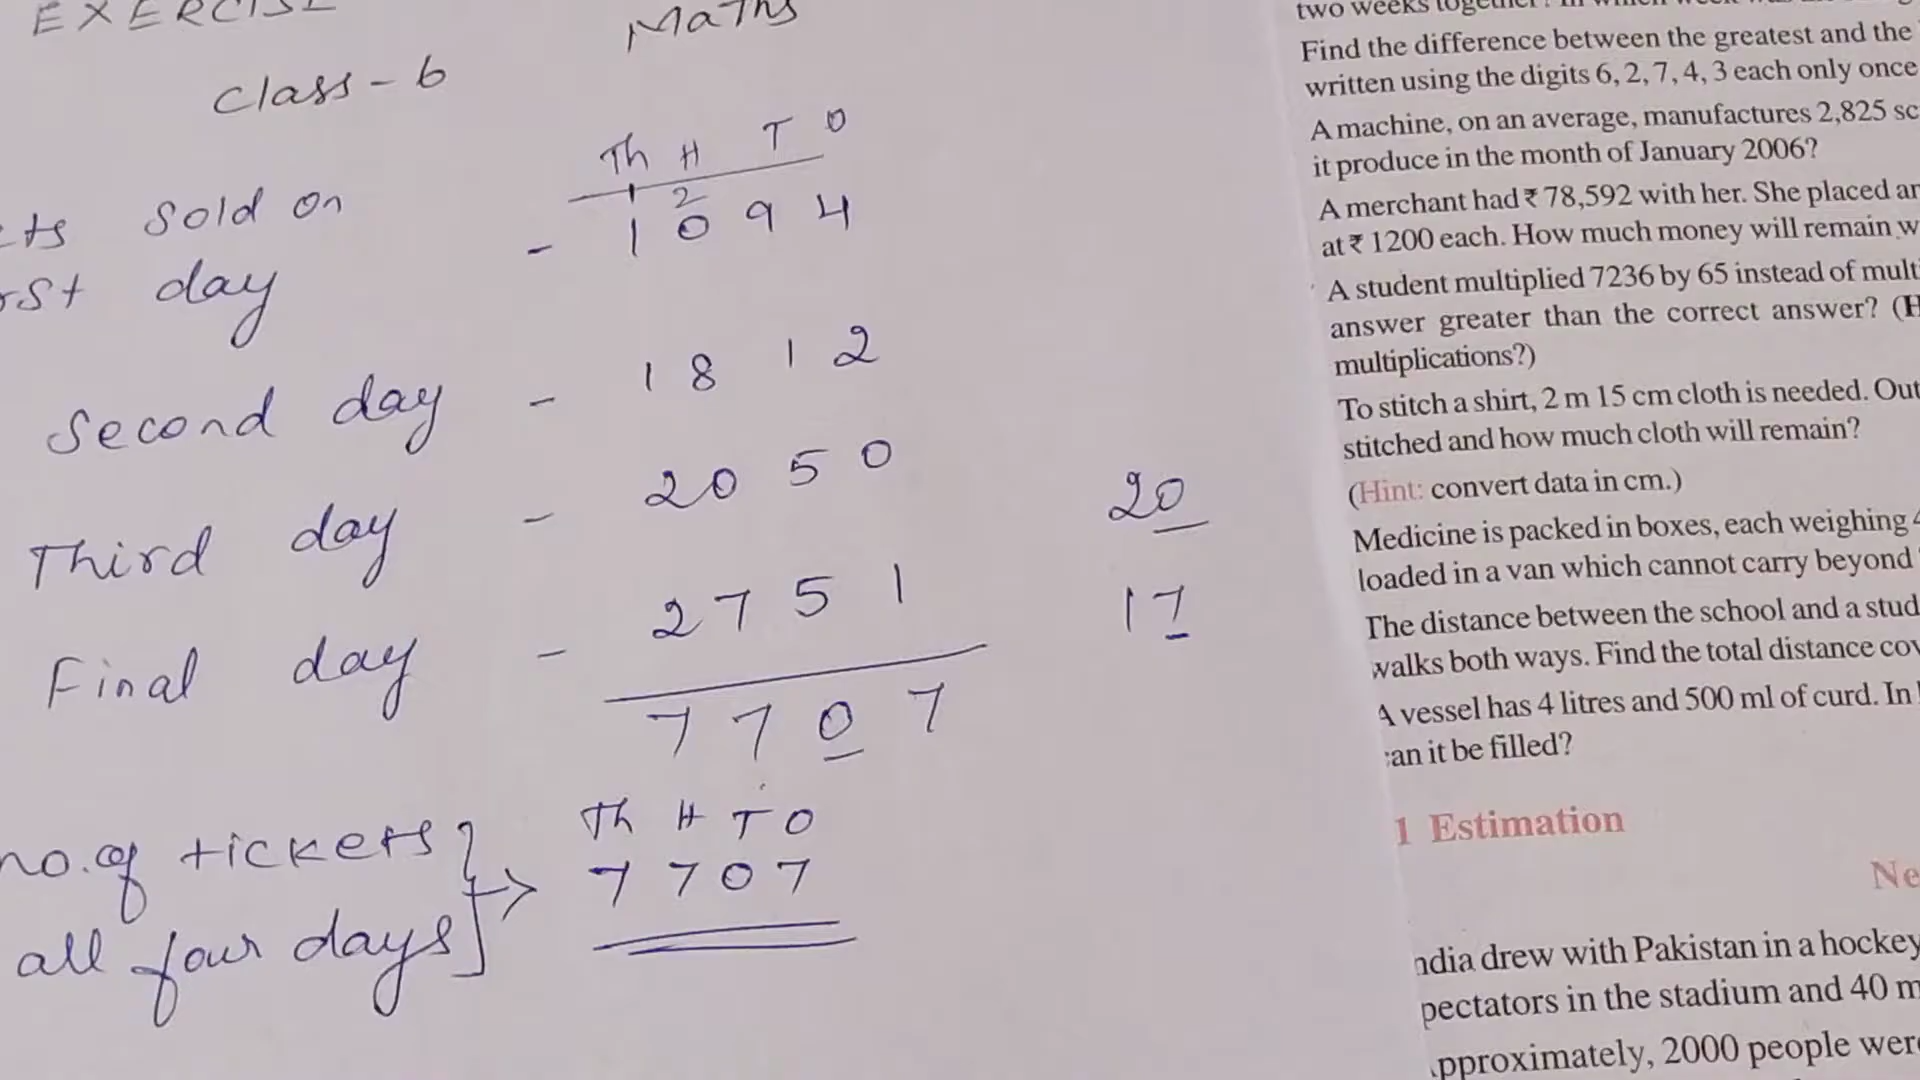 EXERCISE Maths
Class - 6
Th H T O
1 2
sold on - 1 0 9 4
day
Second day - 1 8 1 2
Third day - 2 0 5 0
Final day - 2 7 5 1
7 7 0 7
20
17
no. of tickets Th H T O
all four days → 7 7 0 7
two weeks together?
Find the difference between the greatest and the
written using the digits 6, 2, 7, 4, 3 each only once
A machine, on an average, manufactures 2,825 sc
it produce in the month of January 2006?
A merchant had ₹ 78,592 with her. She placed an
at ₹ 1200 each. How much money will remain w
A student multiplied 7236 by 65 instead of mult
answer greater than the correct answer? (H
multiplications?)
To stitch a shirt, 2 m 15 cm cloth is needed. Out
stitched and how much cloth will remain?
(Hint: convert data in cm.)
Medicine is packed in boxes, each weighing 4
loaded in a van which cannot carry beyond
The distance between the school and a stud
walks both ways. Find the total distance cov
A vessel has 4 litres and 500 ml of curd. In
can it be filled?
1 Estimation
Ne
ndia drew with Pakistan in a hockey
pectators in the stadium and 40 m
pproximately, 2000 people were